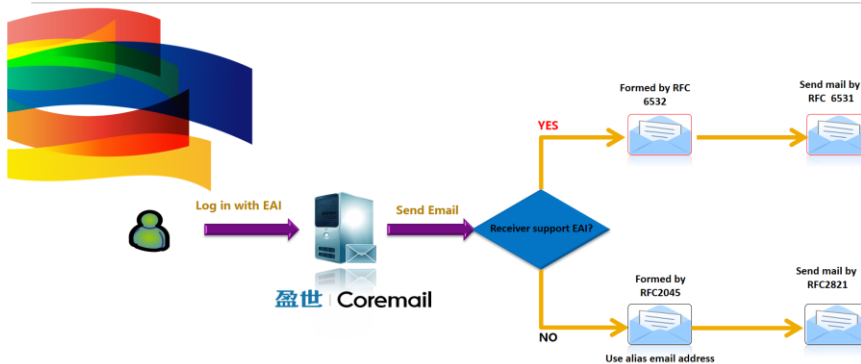 Formed by RFC
6532
Send mail by
RFC 6531
YES
Log in with EAI
Send Email
Receiver support EAI?
盈世 Coremail
Formed by
RFC2045
Send mail by
RFC2821
NO
Use alias email address